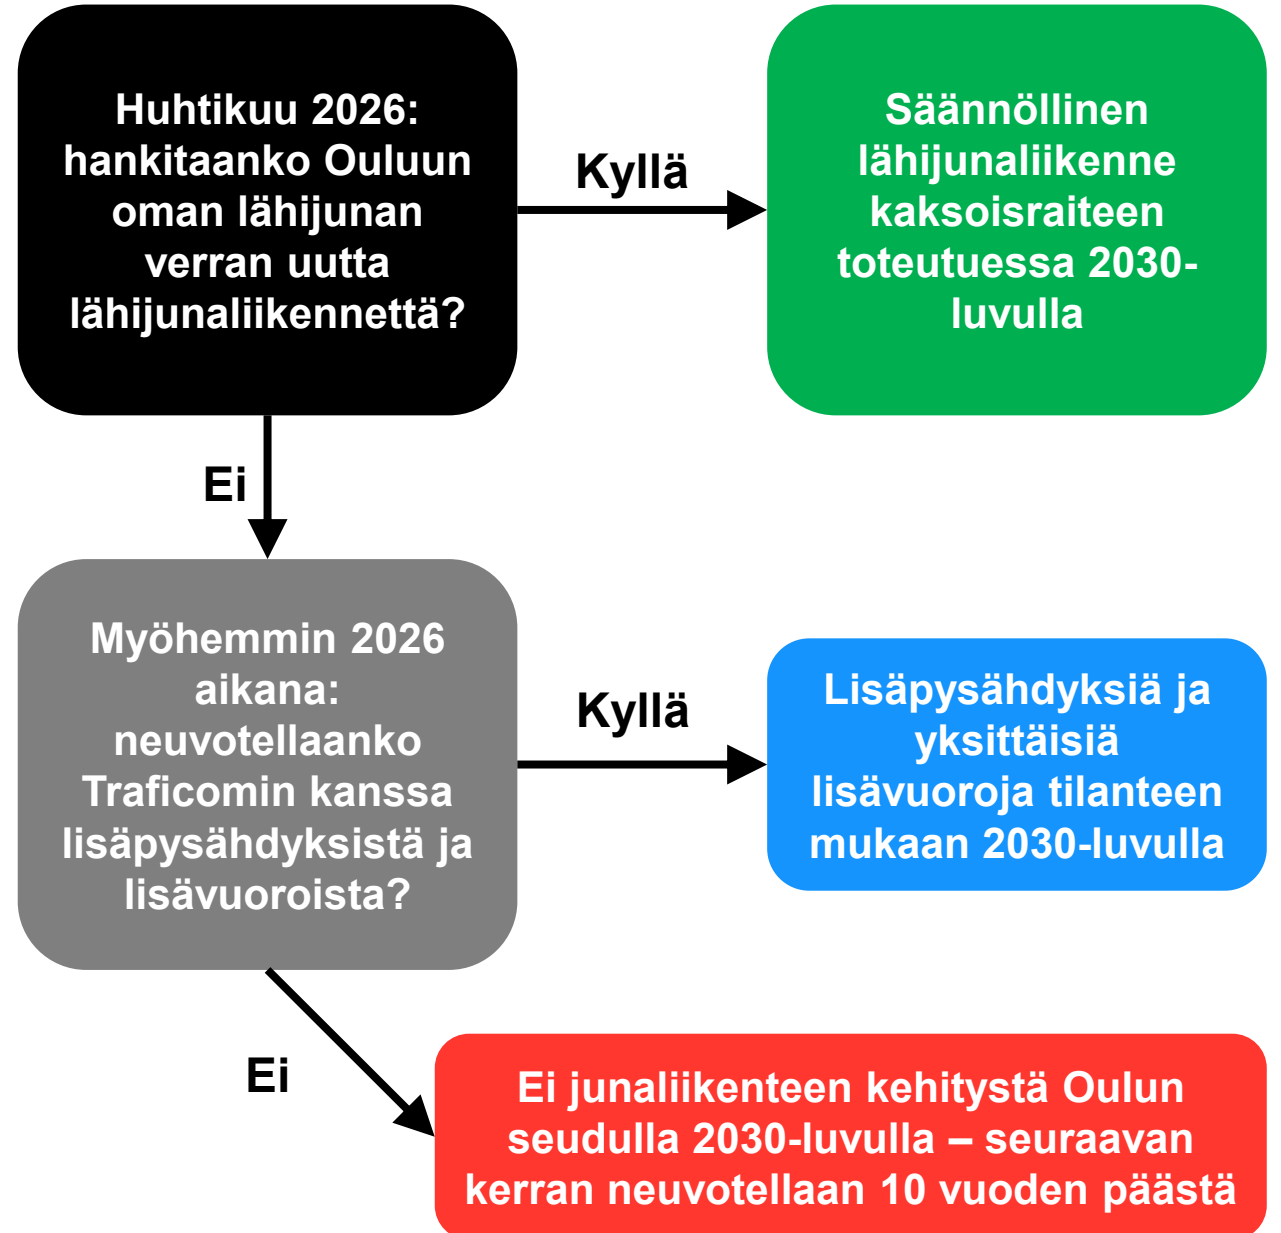 Huhtikuu 2026:
hankitaanko Ouluun
oman lähijunan
verran uutta
lähijunaliikennettä?
Kyllä
Säännöllinen
lähijunaliikenne
kaksoisraiteen
toteutuessa 2030-
luvulla
Ei
Myöhemmin 2026
aikana:
neuvotellaanko
Traficomin kanssa
lisäpysähdyksistä ja
lisävuoroista?
Kyllä
Lisäpysähdyksiä ja
yksittäisiä
lisävuoroja tilanteen
mukaan 2030-luvulla
Ei
Ei junaliikenteen kehitystä Oulun
seudulla 2030-luvulla – seuraavan
kerran neuvotellaan 10 vuoden päästä